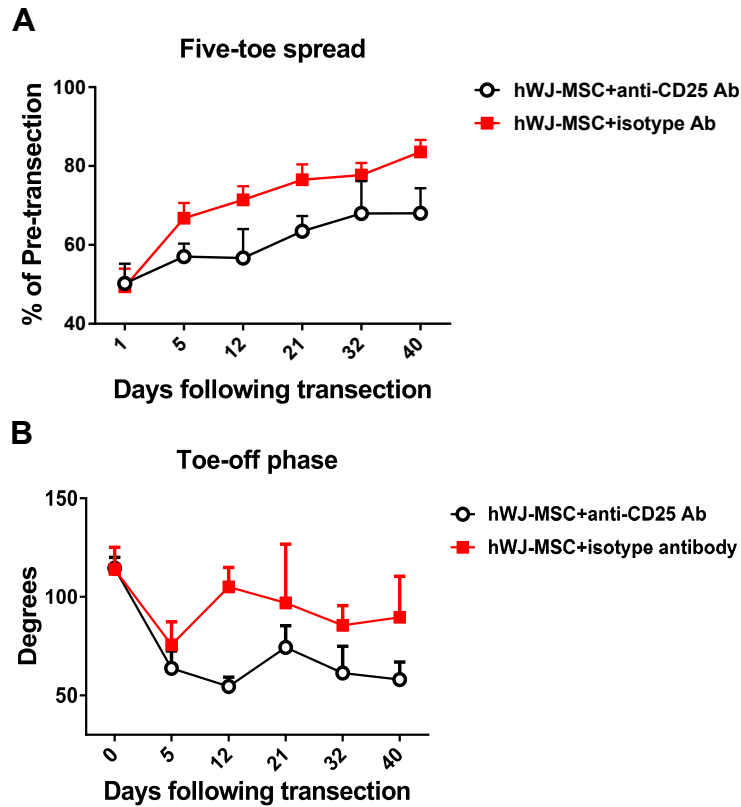 A
Five-toe spread
hWJ-MSC+anti-CD25 Ab
hWJ-MSC+isotype Ab
% of Pre-transection
100
80
60
40
1
5
12
21
32
40
Days following transection
B
Toe-off phase
hWJ-MSC+anti-CD25 Ab
hWJ-MSC+isotype antibody
Degrees
150
100
50
0
5
12
21
32
40
Days following transection